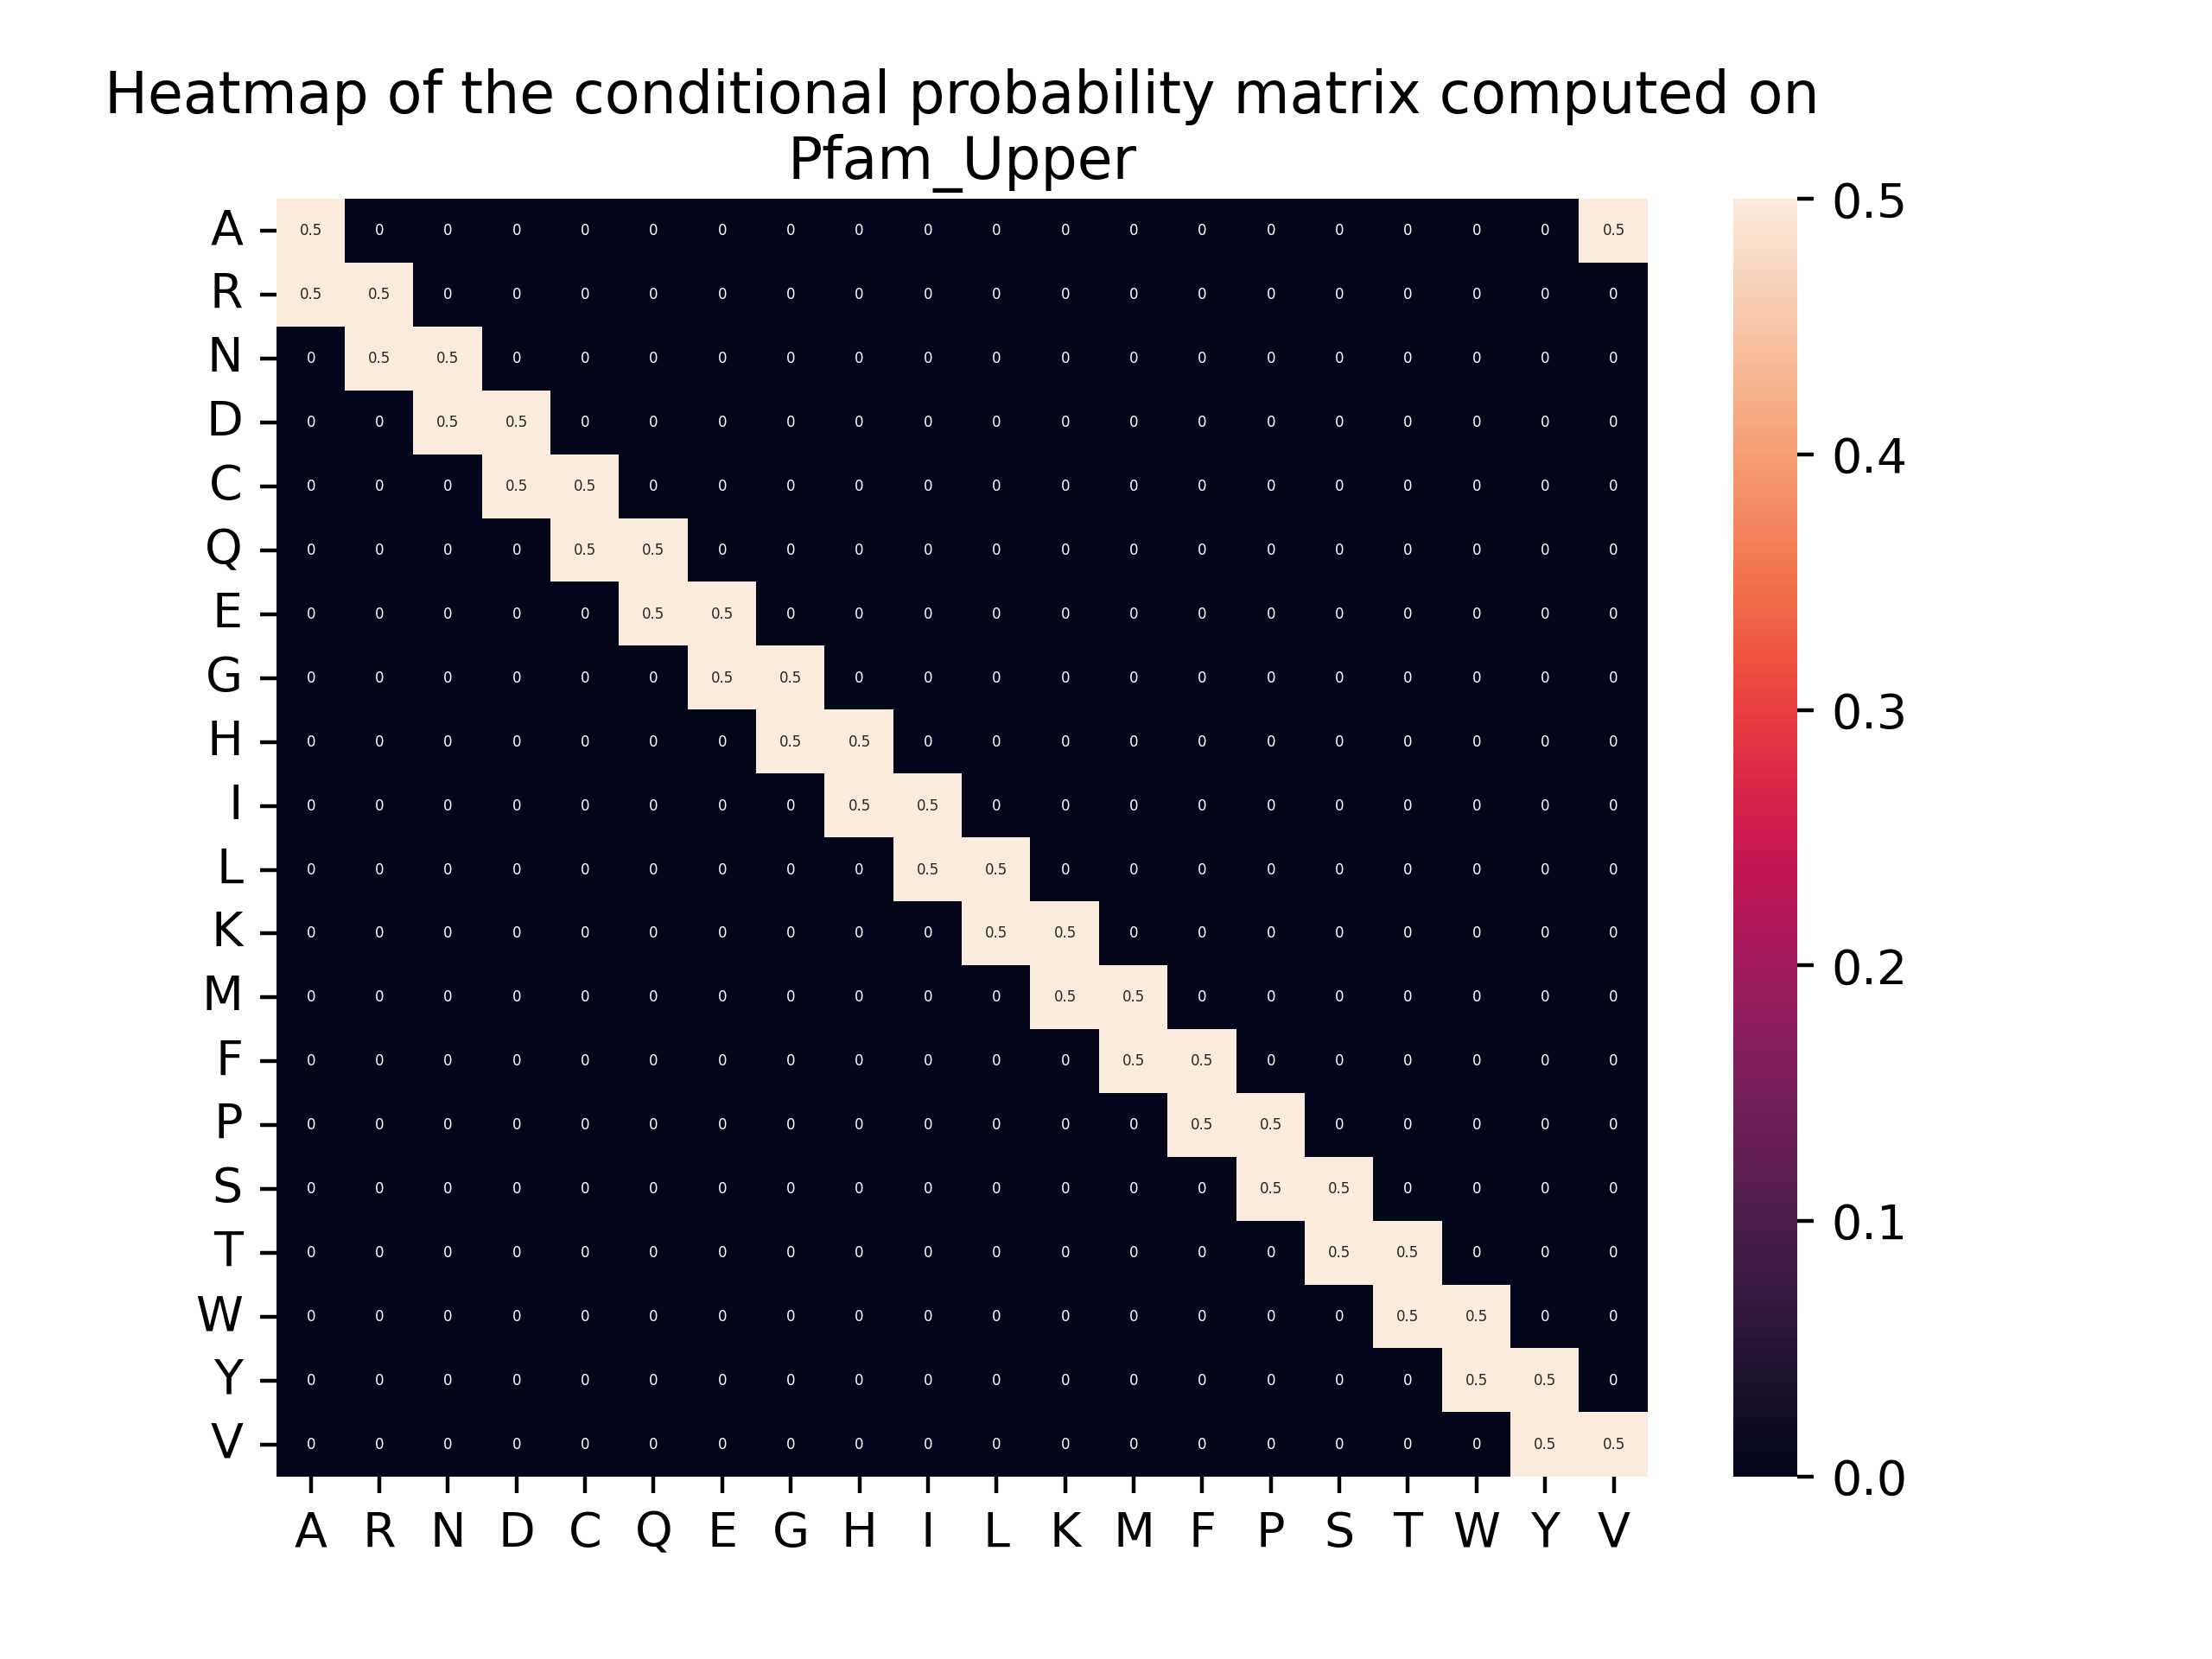 Heatmap of the conditional probability matrix computed on
Pfam_Upper
A 0.5 0 0 0 0 0 0 0 0 0 0 0 0 0 0 0 0 0 0 0.5
R 0.5 0.5 0 0 0 0 0 0 0 0 0 0 0 0 0 0 0 0 0 0
N 0 0.5 0.5 0 0 0 0 0 0 0 0 0 0 0 0 0 0 0 0 0
D 0 0 0.5 0.5 0 0 0 0 0 0 0 0 0 0 0 0 0 0 0 0
C 0 0 0 0.5 0.5 0 0 0 0 0 0 0 0 0 0 0 0 0 0 0
Q 0 0 0 0 0.5 0.5 0 0 0 0 0 0 0 0 0 0 0 0 0 0
E 0 0 0 0 0 0.5 0.5 0 0 0 0 0 0 0 0 0 0 0 0 0
G 0 0 0 0 0 0 0.5 0.5 0 0 0 0 0 0 0 0 0 0 0 0
H 0 0 0 0 0 0 0 0.5 0.5 0 0 0 0 0 0 0 0 0 0 0
I 0 0 0 0 0 0 0 0 0.5 0.5 0 0 0 0 0 0 0 0 0 0
L 0 0 0 0 0 0 0 0 0 0.5 0.5 0 0 0 0 0 0 0 0 0
K 0 0 0 0 0 0 0 0 0 0 0.5 0.5 0 0 0 0 0 0 0 0
M 0 0 0 0 0 0 0 0 0 0 0 0.5 0.5 0 0 0 0 0 0 0
F 0 0 0 0 0 0 0 0 0 0 0 0 0.5 0.5 0 0 0 0 0 0
P 0 0 0 0 0 0 0 0 0 0 0 0 0 0.5 0.5 0 0 0 0 0
S 0 0 0 0 0 0 0 0 0 0 0 0 0 0 0.5 0.5 0 0 0 0
T 0 0 0 0 0 0 0 0 0 0 0 0 0 0 0 0.5 0.5 0 0 0
W 0 0 0 0 0 0 0 0 0 0 0 0 0 0 0 0 0.5 0.5 0 0
Y 0 0 0 0 0 0 0 0 0 0 0 0 0 0 0 0 0 0.5 0.5 0
V 0 0 0 0 0 0 0 0 0 0 0 0 0 0 0 0 0 0 0.5 0.5
A R N D C Q E G H I L K M F P S T W Y V
0.5
0.4
0.3
0.2
0.1
0.0